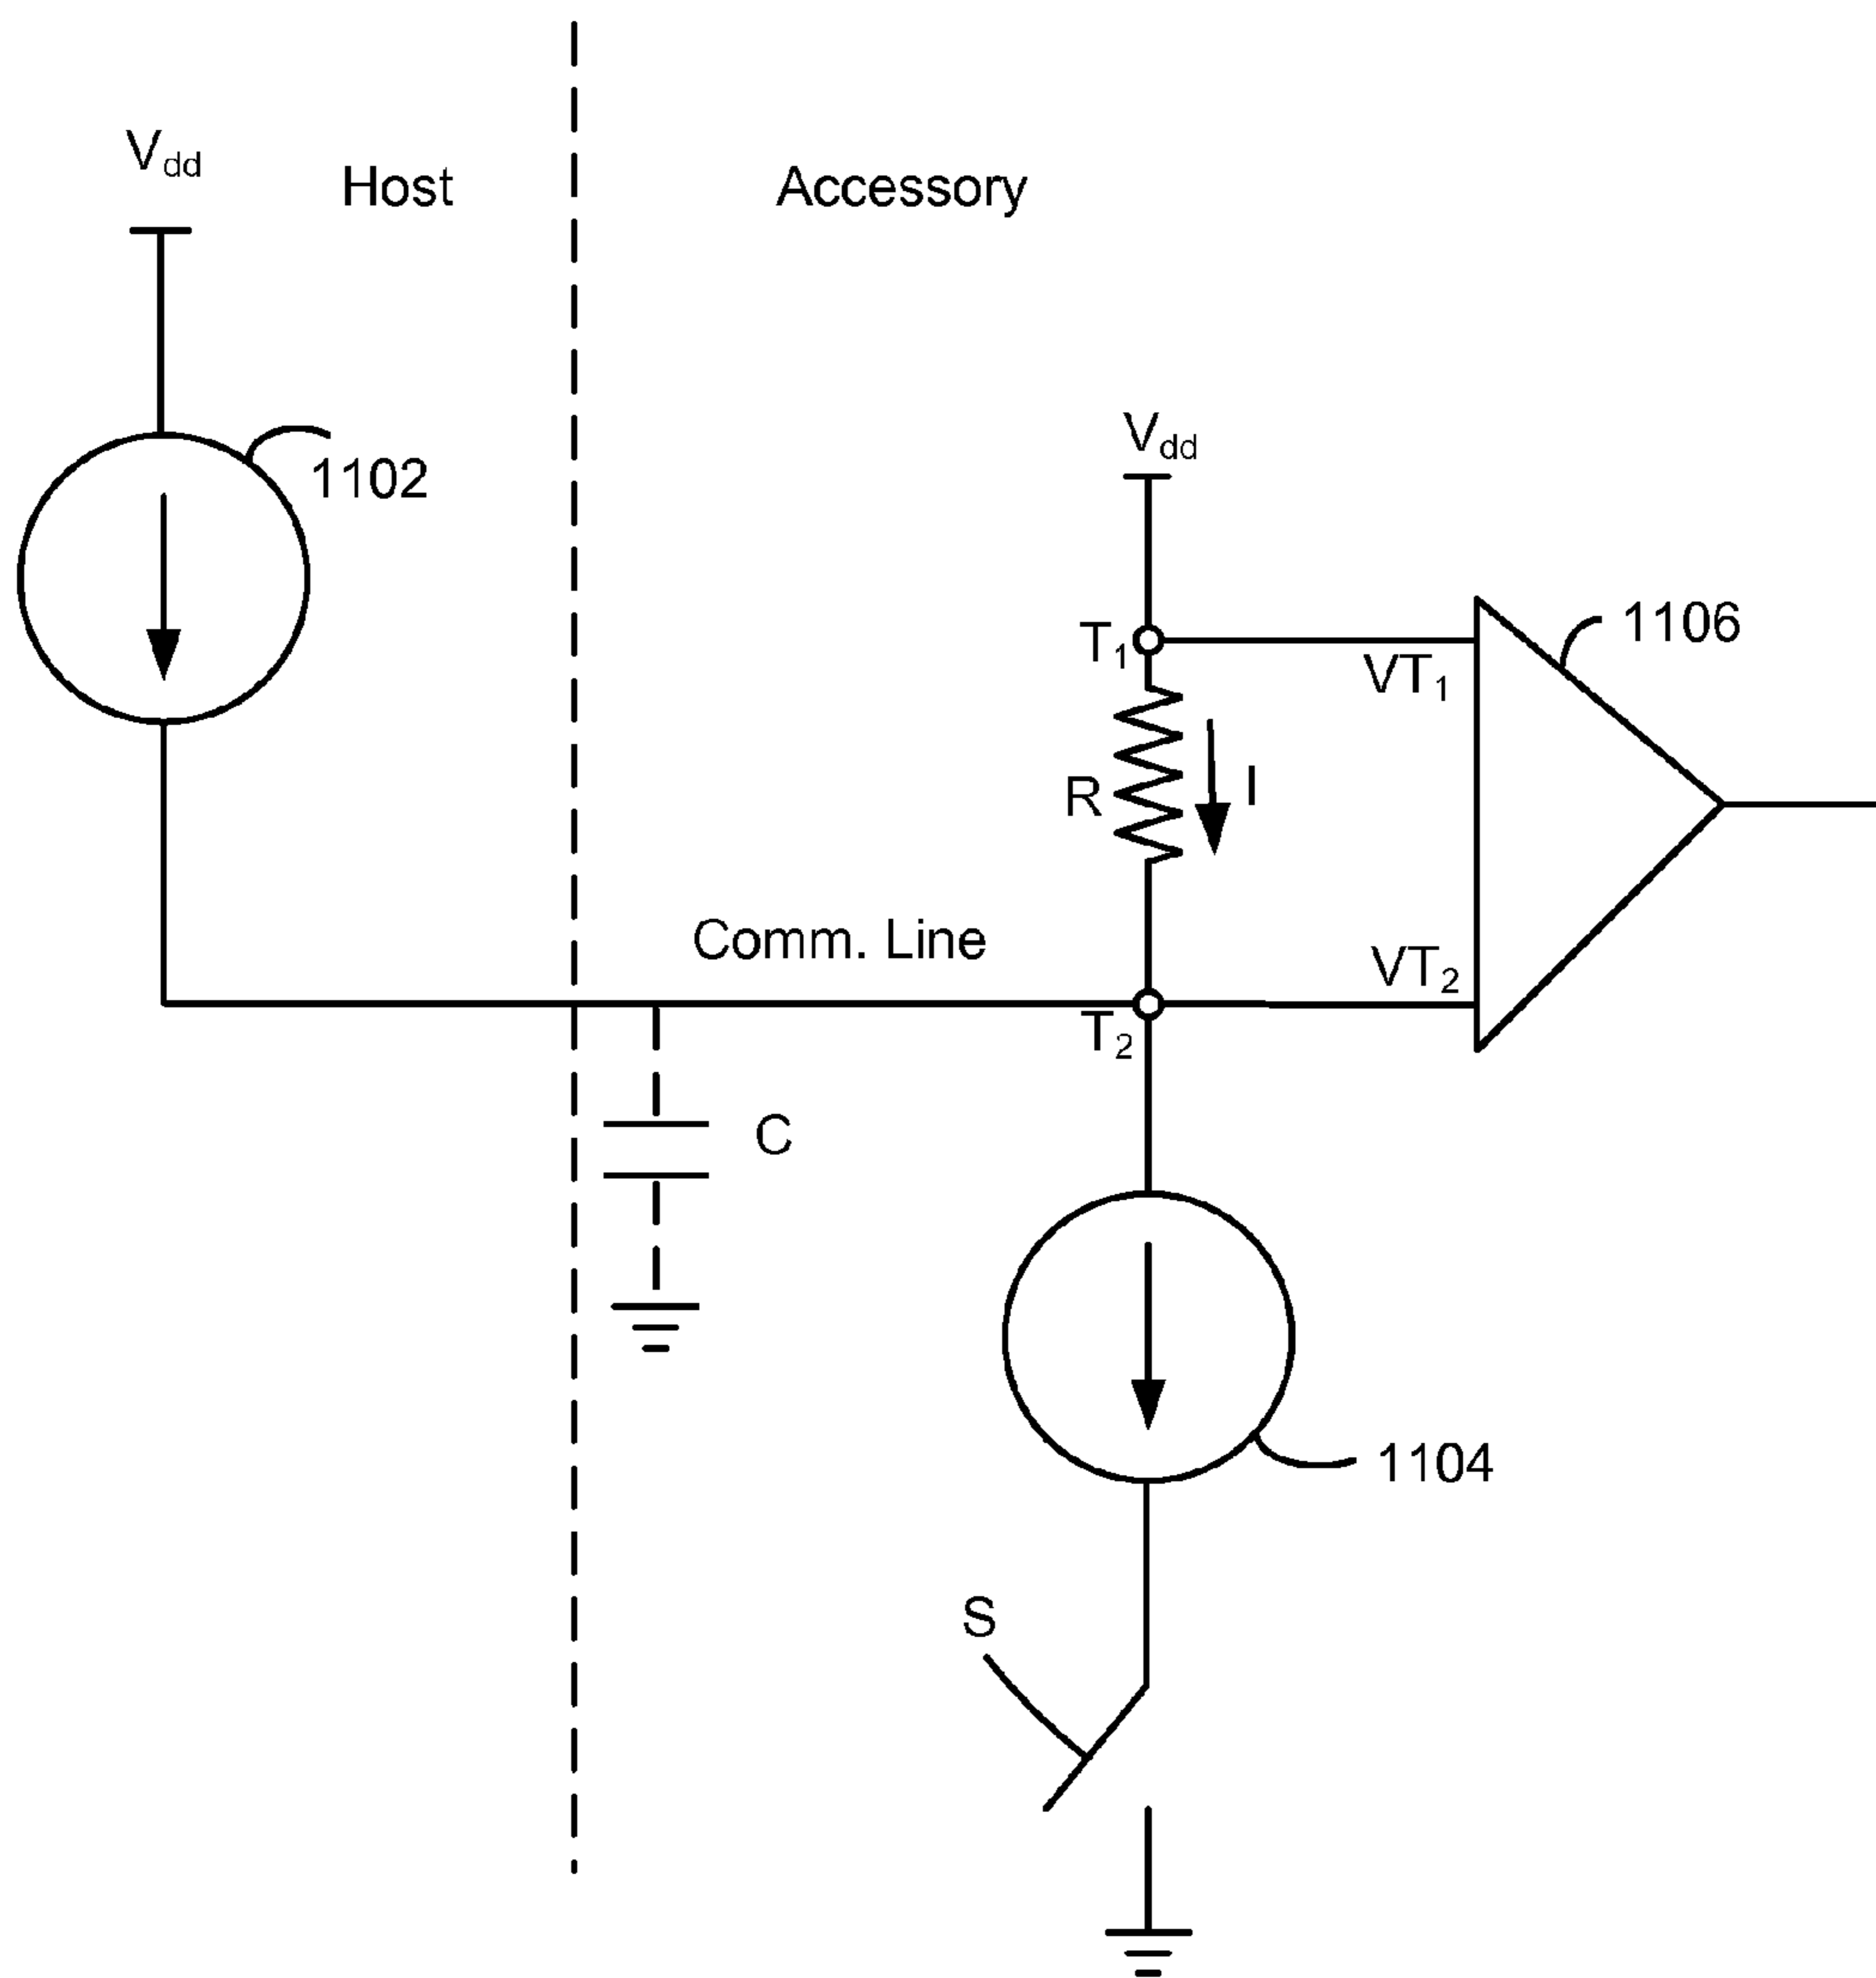 Vdd
Host
Accessory
1102
Vdd
T1
VT1
1106
R
I
Comm. Line
VT2
T2
C
1104
S